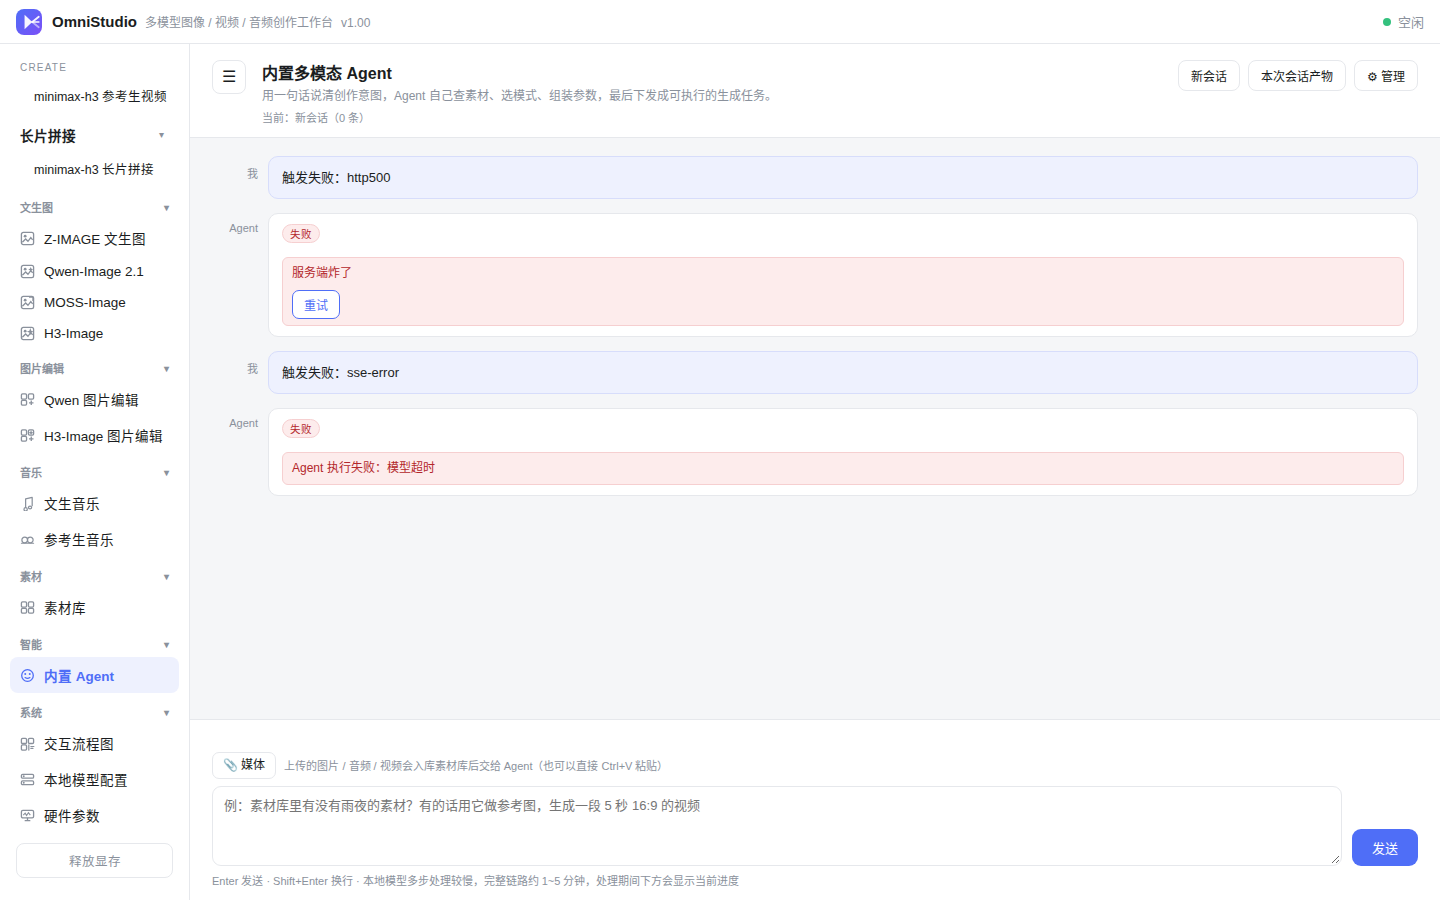 OmniStudio 多模型图像 / 视频 / 音频创作工作台 v1.00
空闲
CREATE
minimax-h3 参考生视频
长片拼接
minimax-h3 长片拼接
文生图
Z-IMAGE 文生图
Qwen-Image 2.1
MOSS-Image
H3-Image
图片编辑
Qwen 图片编辑
H3-Image 图片编辑
音乐
文生音乐
参考生音乐
素材
素材库
智能
内置 Agent
系统
交互流程图
本地模型配置
硬件参数
释放显存
内置多模态 Agent
用一句话说清创作意图，Agent 自己查素材、选模式、组装参数，最后下发成可执行的生成任务。
当前：新会话（0 条）
新会话
本次会话产物
⚙ 管理
我
触发失败：http500
Agent
失败
服务端炸了
重试
我
触发失败：sse-error
Agent
失败
Agent 执行失败：模型超时
📎 媒体
上传的图片 / 音频 / 视频会入库素材库后交给 Agent（也可以直接 Ctrl+V 粘贴）
例：素材库里有没有雨夜的素材？有的话用它做参考图，生成一段 5 秒 16:9 的视频
发送
Enter 发送 · Shift+Enter 换行 · 本地模型多步处理较慢，完整链路约 1~5 分钟，处理期间下方会显示当前进度